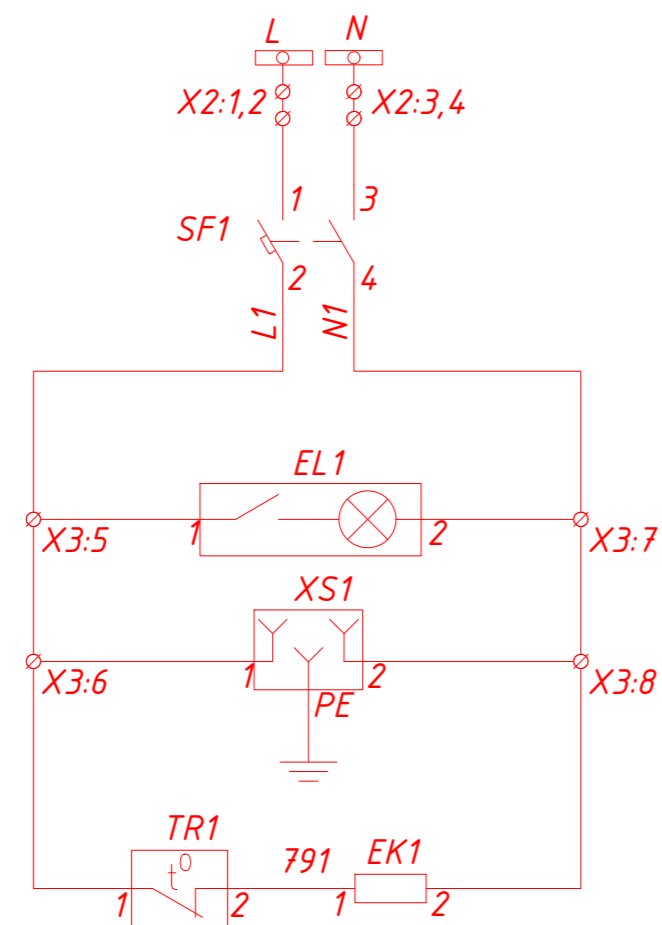 L N
X2:1,2 X2:3,4
1 3
SF1
2 4
L1 N1
EL1
1 2
X3:5 X3:7
XS1
1 2
X3:6 X3:8
PE
TR1
791 EK1
t0
1 2 1 2